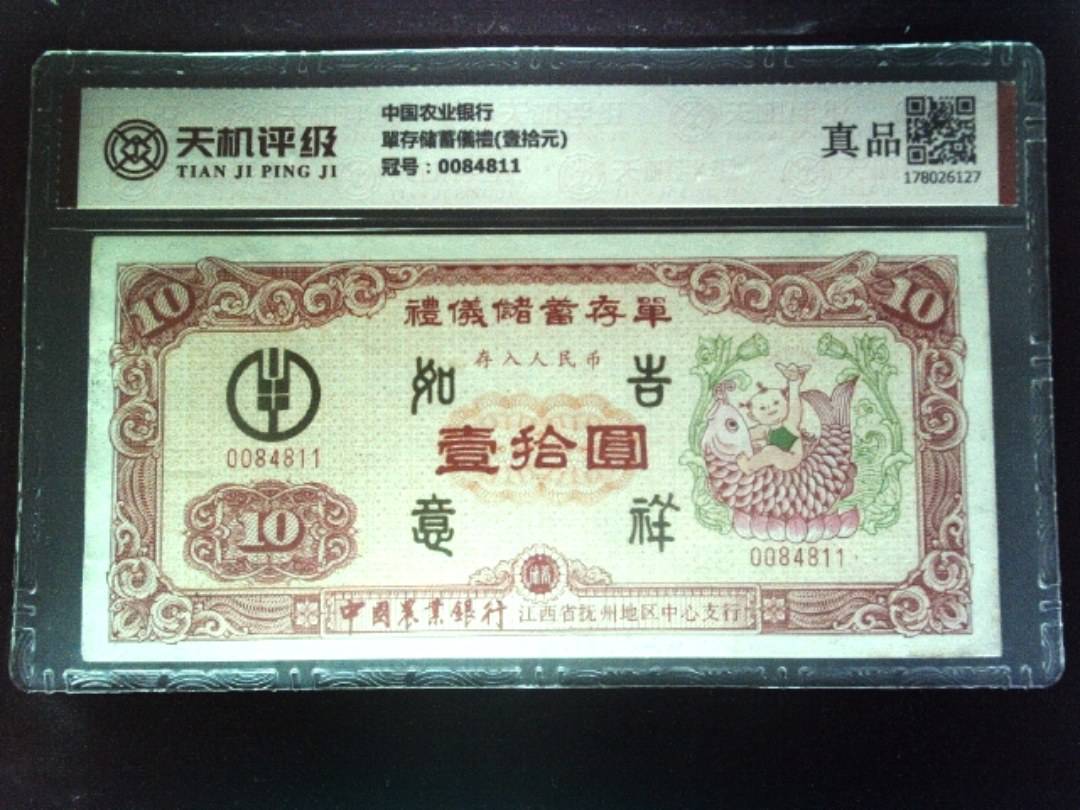 天机评级
TIAN JI PING JI
中国农业银行
單存储蓄儀禮(壹拾元)
冠号：0084811
真品
178026127
10
10
禮儀儲蓄存單
存入人民币
如
吉
0084811
壹拾圓
10
意
祥
0084811
中國農業銀行 江西省抚州地区中心支行